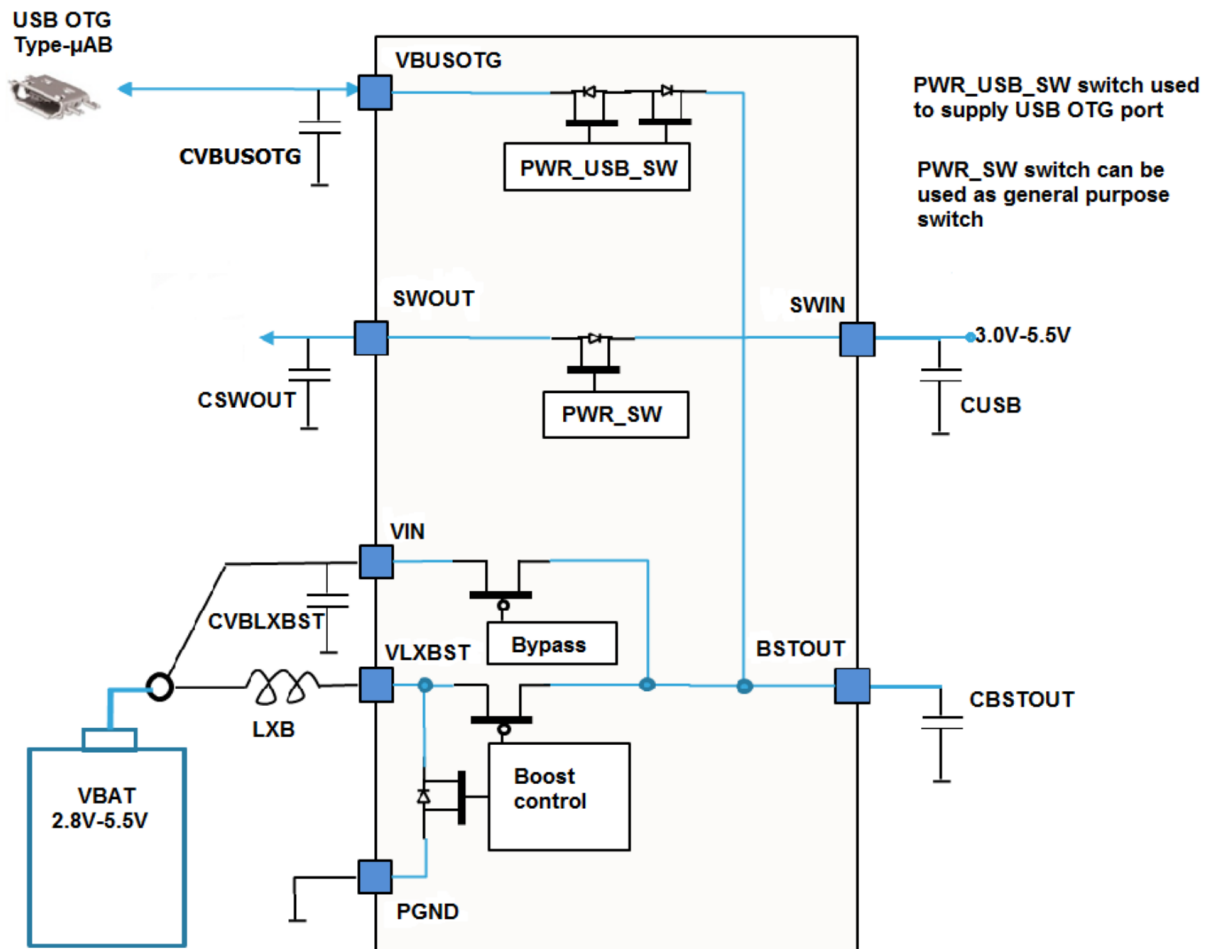 USB OTG
Type-µAB
VBUSOTG
CVBUSOTG
PWR_USB_SW
PWR_USB_SW switch used
to supply USB OTG port
PWR_SW switch can be
used as general purpose
switch
SWOUT
SWIN
3.0V-5.5V
CSWOUT
PWR_SW
CUSB
VIN
CVBLXBST
Bypass
VLXBST
BSTOUT
LXB
CBSTOUT
VBAT
2.8V-5.5V
Boost
control
PGND